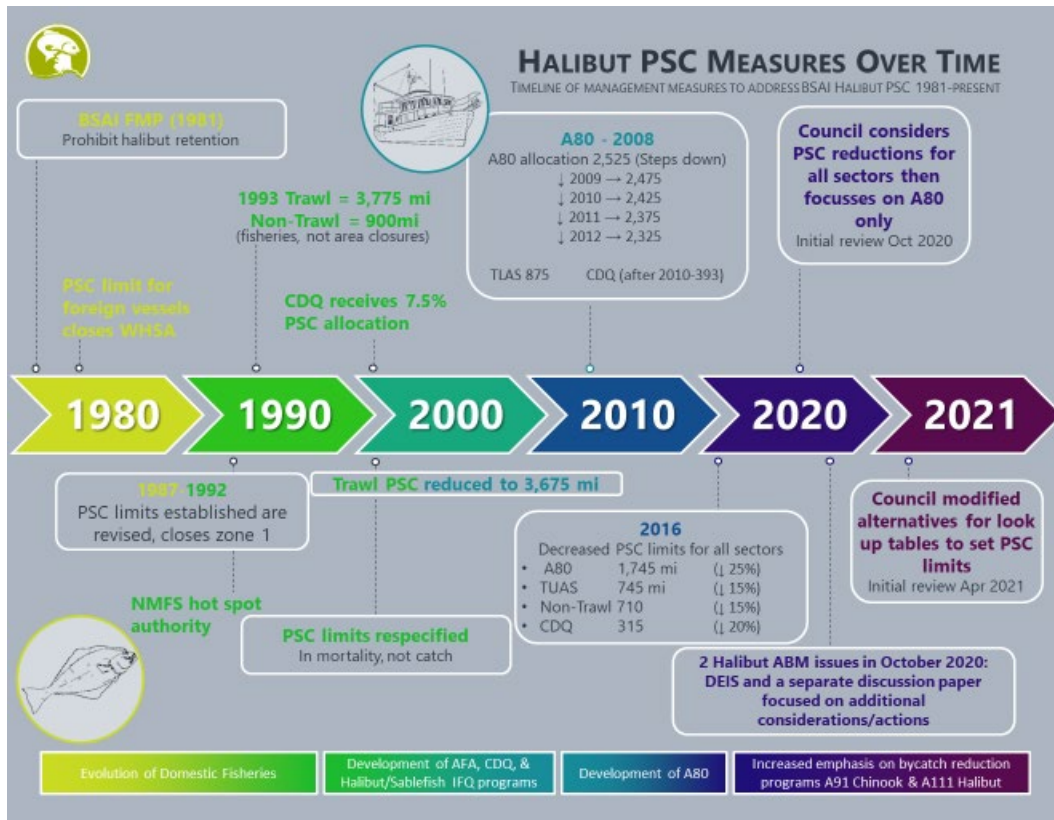 HALIBUT PSC MEASURES OVER TIME
TIMELINE OF MANAGEMENT MEASURES TO ADDRESS BSAI HALIBUT PSC 1981-PRESENT
BSAI FMP (1981)
Prohibit halibut retention
PSC limit for
foreign vessels
closes WHSA
1993 Trawl = 3,775 mi
Non-Trawl = 900mi
(fisheries, not area closures)
CDQ receives 7.5%
PSC allocation
A80 - 2008
A80 allocation 2,525 (Steps down)
↓ 2009 → 2,475
↓ 2010 → 2,425
↓ 2011 → 2,375
↓ 2012 → 2,325
TLAS 875 CDQ (after 2010-393)
Council considers
PSC reductions for
all sectors then
focusses on A80
only
Initial review Oct 2020
1980 1990 2000 2010 2020 2021
1987-1992
PSC limits established are
revised, closes zone 1
NMFS hot spot
authority
Trawl PSC reduced to 3,675 mi
PSC limits respecified
In mortality, not catch
2016
Decreased PSC limits for all sectors
• A80 1,745 mi (↓ 25%)
• TUAS 745 mi (↓ 15%)
• Non-Trawl 710 (↓ 15%)
• CDQ 315 (↓ 20%)
2 Halibut ABM issues in October 2020:
DEIS and a separate discussion paper
focused on additional
considerations/actions
Council modified
alternatives for look
up tables to set PSC
limits
Initial review Apr 2021
Evolution of Domestic Fisheries
Development of AFA, CDQ, &
Halibut/Sablefish IFQ programs
Development of A80
Increased emphasis on bycatch reduction
programs A91 Chinook & A111 Halibut